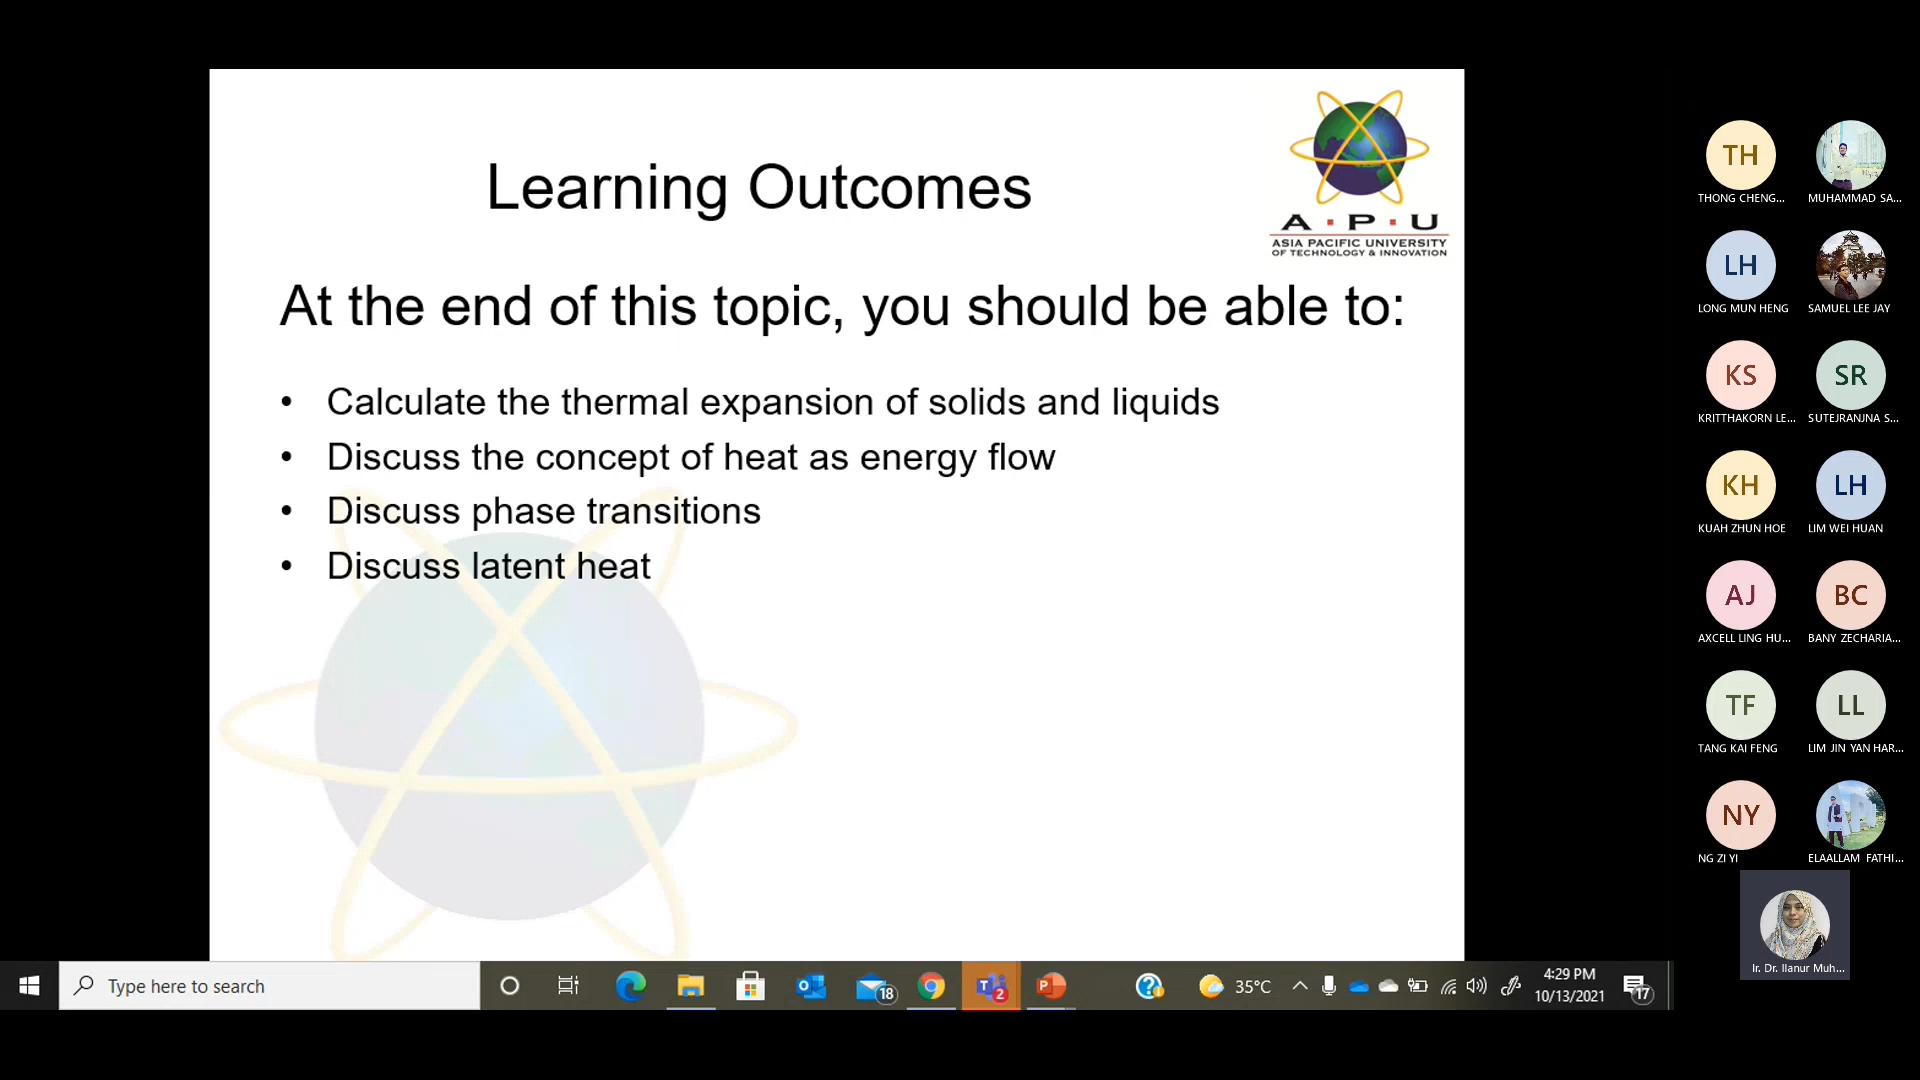 Learning Outcomes
A·P·U
ASIA PACIFIC UNIVERSITY
OF TECHNOLOGY & INNOVATION
At the end of this topic, you should be able to:
• Calculate the thermal expansion of solids and liquids
• Discuss the concept of heat as energy flow
• Discuss phase transitions
• Discuss latent heat
TH
THONG CHENG...
MUHAMMAD SA...
LH
LONG MUN HENG
SAMUEL LEE JAY
KS
SR
KRITTHAKORN LE...
SUTEJRANJNA S...
KH
LH
KUAH ZHUN HOE
LIM WEI HUAN
AJ
BC
AXCELL LING HU...
BANY ZECHARIA...
TF
LL
TANG KAI FENG
LIM JIN YAN HAR...
NY
NG ZI YI
ELAALLAM FATHI...
Ir. Dr. Ilanur Muh...
Type here to search
18
2
35°C
4:29 PM
10/13/2021
17